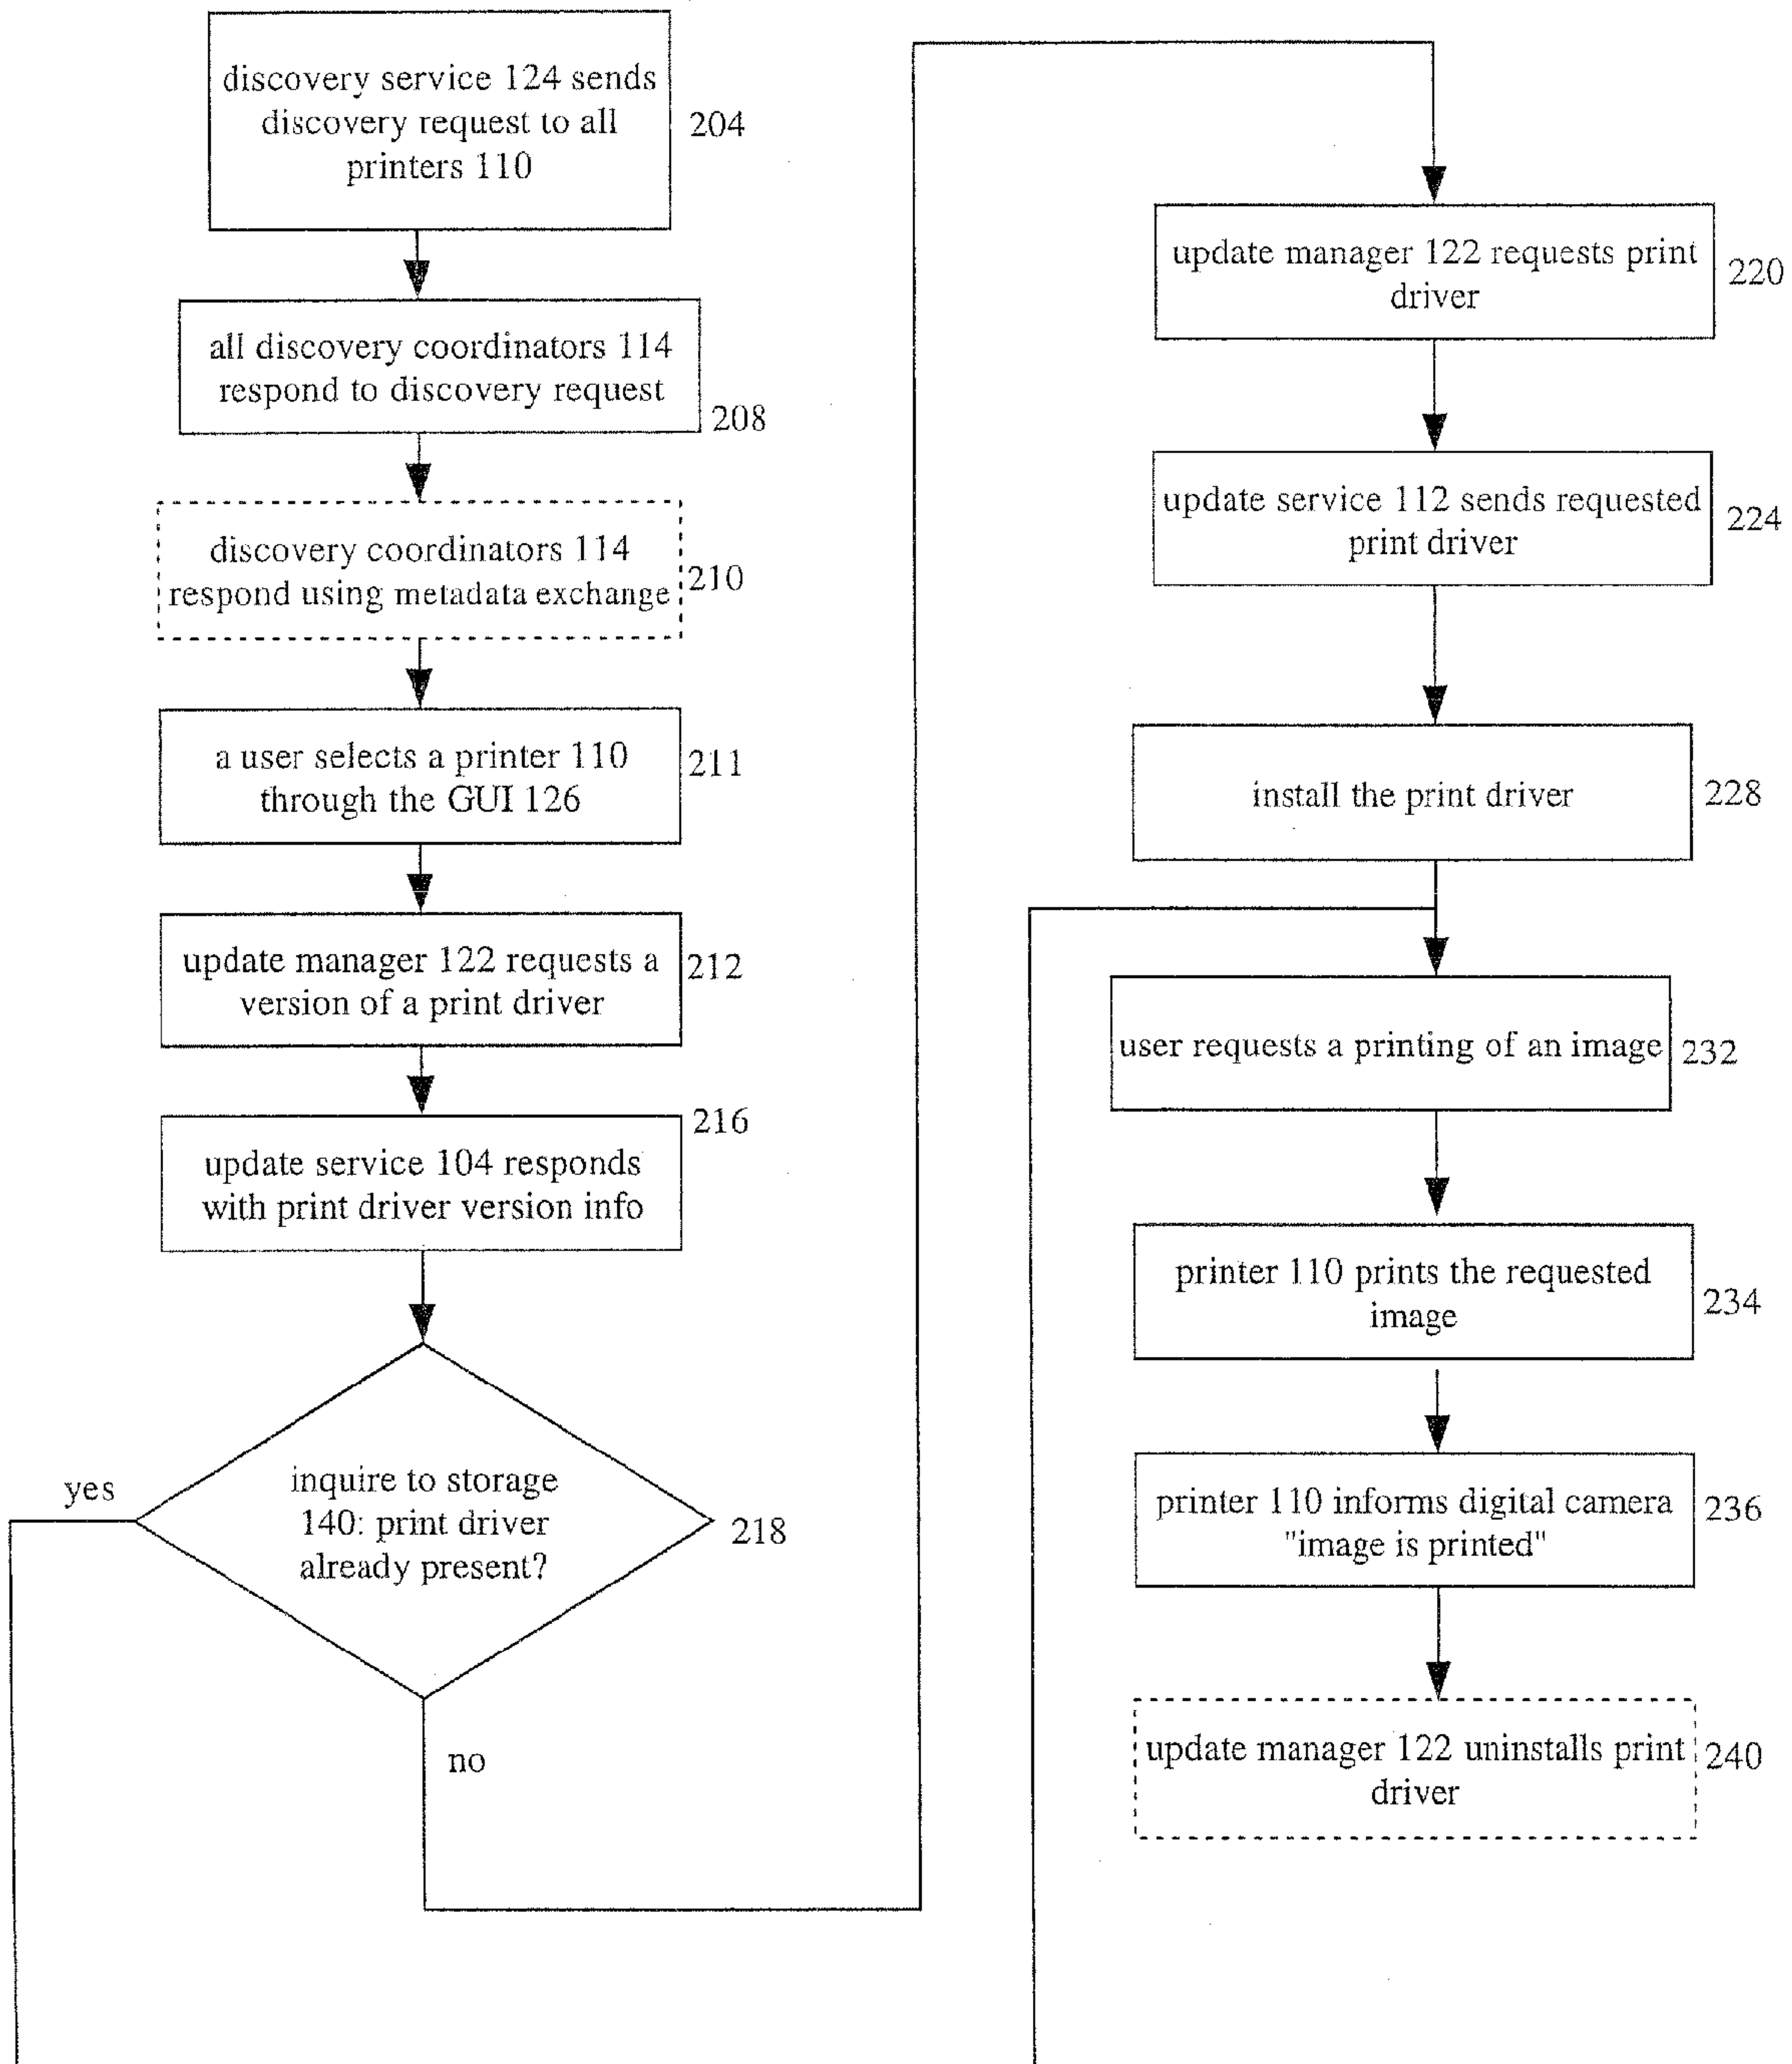 discovery service 124 sends
discovery request to all
printers 110
204
all discovery coordinators 114
respond to discovery request
208
discovery coordinators 114
respond using metadata exchange
210
a user selects a printer 110
through the GUI 126
211
update manager 122 requests a
version of a print driver
212
216
update service 104 responds
with print driver version info
yes
inquire to storage
140: print driver
already present?
218
no
update manager 122 requests print
driver
220
update service 112 sends requested
print driver
224
install the print driver
228
user requests a printing of an image
232
printer 110 prints the requested
image
234
printer 110 informs digital camera
"image is printed"
236
update manager 122 uninstalls print
driver
240